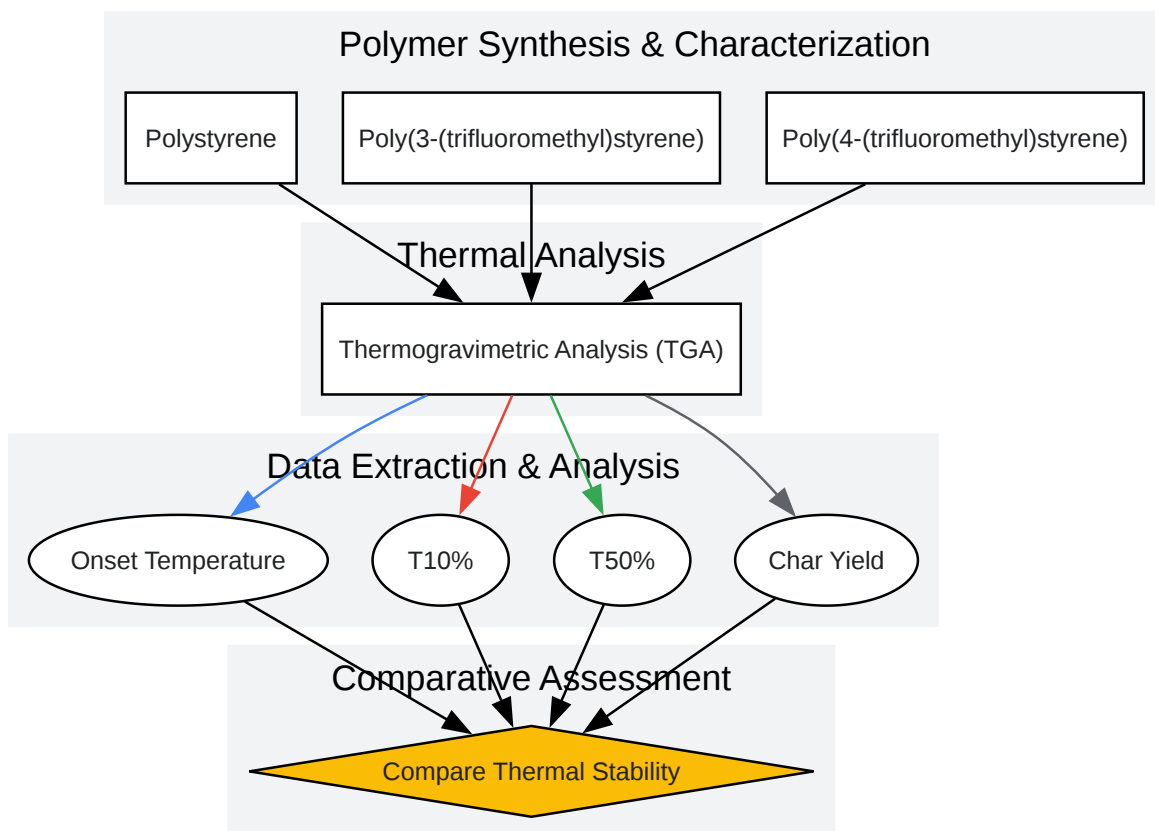 Polymer Synthesis & Characterization
Polystyrene
Poly(3-(trifluoromethyl)styrene)
Poly(4-(trifluoromethyl)styrene)
Thermal Analysis
Thermogravimetric Analysis (TGA)
Data Extraction & Analysis
Onset Temperature
T10%
T50%
Char Yield
Comparative Assessment
Compare Thermal Stability